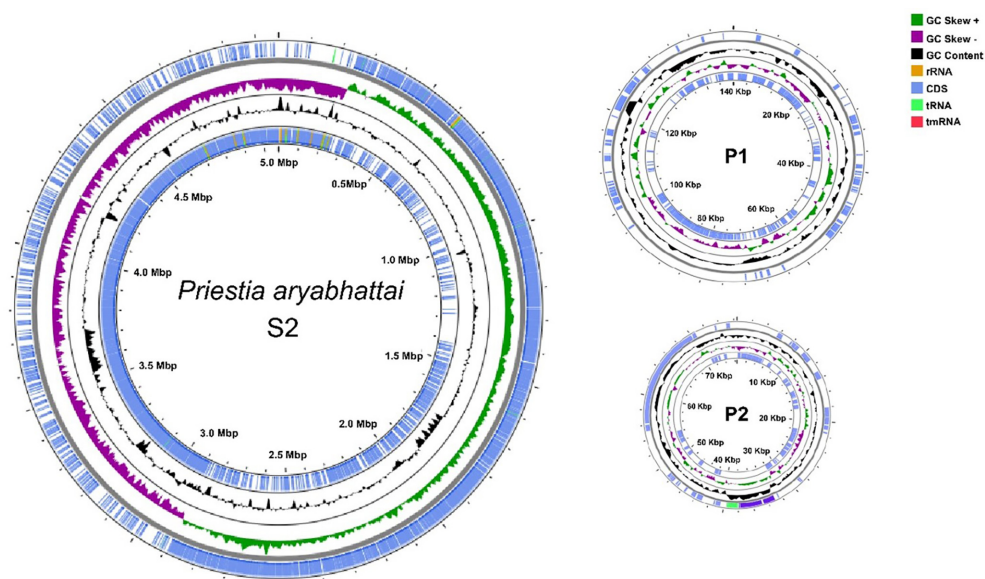 5.0 Mbp
0.5Mbp
1.0 Mbp
1.5 Mbp
2.0 Mbp
2.5 Mbp
3.0 Mbp
3.5 Mbp
4.0 Mbp
4.5 Mbp
Priestia aryabhattai
S2
140 Kbp
20 Kbp
40 Kbp
60 Kbp
80 Kbp
100 Kbp
120 Kbp
P1
10 Kbp
20 Kbp
30 Kbp
40 Kbp
50 Kbp
60 Kbp
70 Kbp
P2
GC Skew +
GC Skew -
GC Content
rRNA
CDS
tRNA
tmRNA